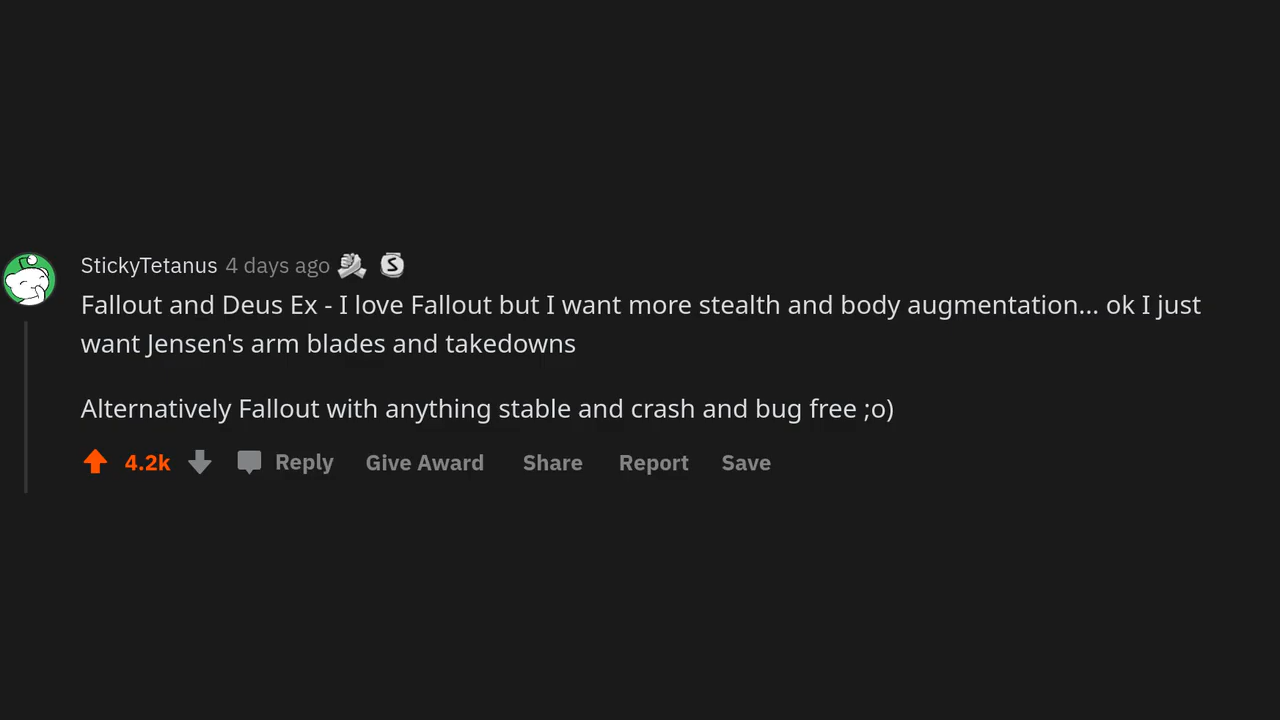 StickyTetanus 4 days ago
Fallout and Deus Ex - I love Fallout but I want more stealth and body augmentation... ok I just
want Jensen's arm blades and takedowns
Alternatively Fallout with anything stable and crash and bug free ;o)
4.2k Reply Give Award Share Report Save